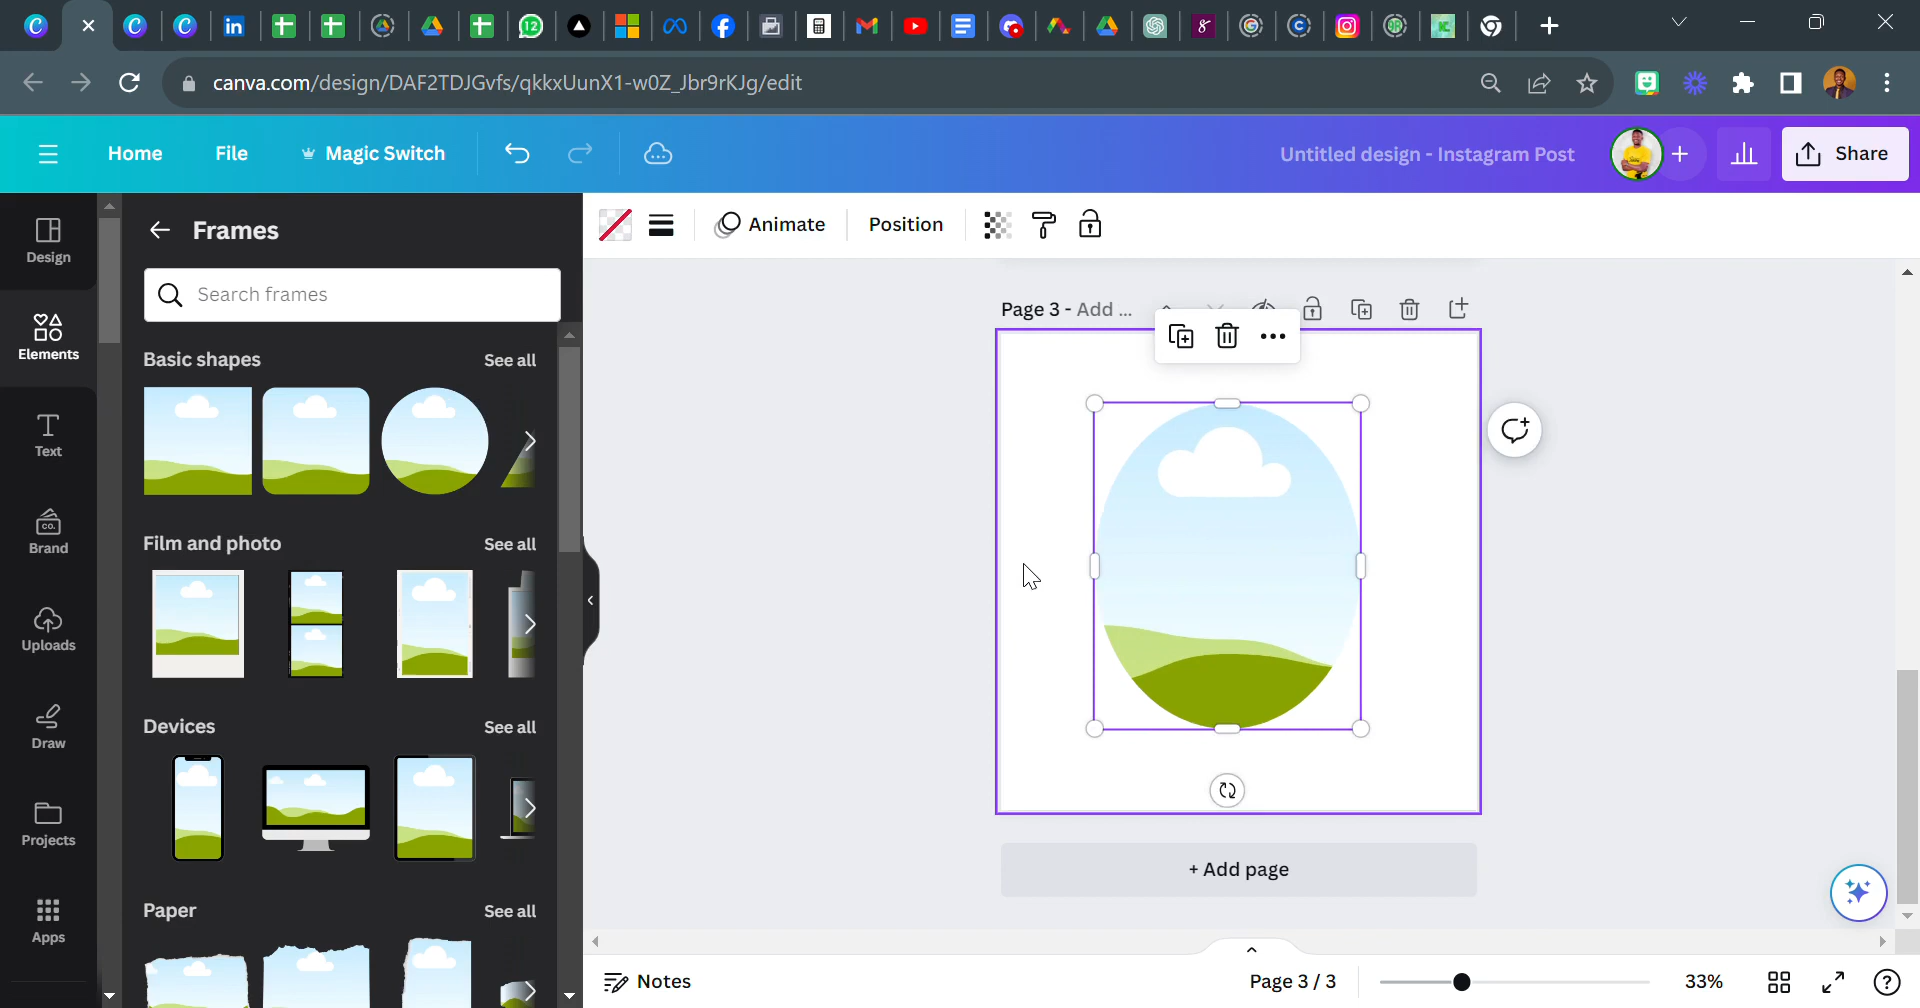 12
canva.com/design/DAF2TDJGvfs/qkkxUunX1-w0Z_Jbr9rKJg/edit
Home
File
Magic Switch
Untitled design - Instagram Post
Share
Design
Elements
Text
CO.
Brand
Uploads
Draw
Projects
Apps
Frames
Search frames
Basic shapes
See all
Film and photo
See all
Devices
See all
Paper
See all
Animate
Position
Page 3 - Add ...
+ Add page
Notes
Page 3 / 3
33%